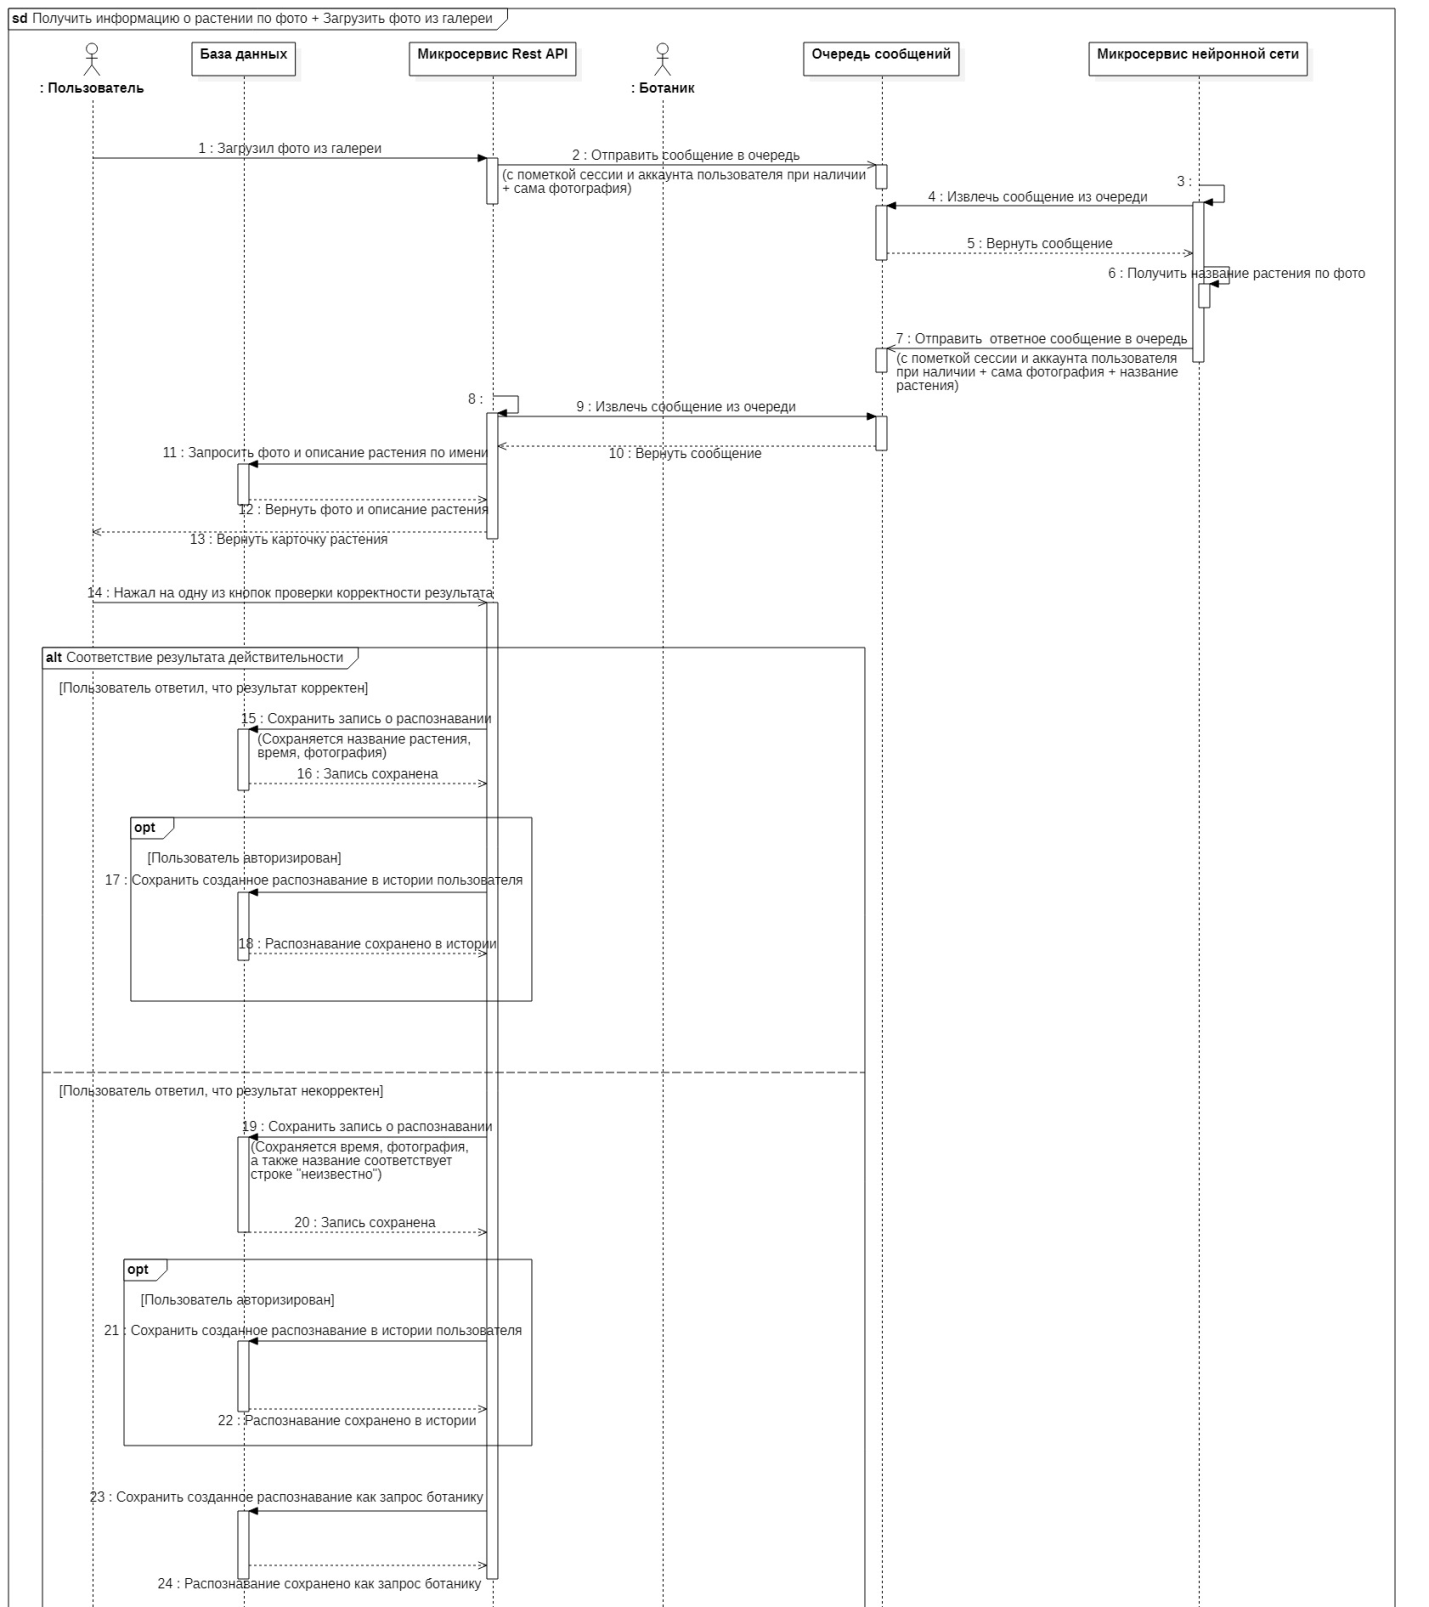 sd Получить информацию о растении по фото + Загрузить фото из галереи
: Пользователь
База данных
Микросервис Rest API
: Ботаник
Очередь сообщений
Микросервис нейронной сети
1 : Загрузил фото из галереи
2 : Отправить сообщение в очередь
(с пометкой сессии и аккаунта пользователя при наличии
+ сама фотография)
3 :
4 : Извлечь сообщение из очереди
5 : Вернуть сообщение
6 : Получить название растения по фото
7 : Отправить  ответное сообщение в очередь
(с пометкой сессии и аккаунта пользователя
при наличии + сама фотография + название
растения)
8 :
9 : Извлечь сообщение из очереди
10 : Вернуть сообщение
11 : Запросить фото и описание растения по имени
12 : Вернуть фото и описание растения
13 : Вернуть карточку растения
14 : Нажал на одну из кнопок проверки корректности результата
alt Соответствие результата действительности
[Пользователь ответил, что результат корректен]
15 : Сохранить запись о распознавании
(Сохраняется название растения,
время, фотография)
16 : Запись сохранена
opt
[Пользователь авторизирован]
17 : Сохранить созданное распознавание в истории пользователя
18 : Распознавание сохранено в истории
[Пользователь ответил, что результат некорректен]
19 : Сохранить запись о распознавании
(Сохраняется время, фотография,
а также название соответствует
строке "неизвестно")
20 : Запись сохранена
opt
[Пользователь авторизирован]
21 : Сохранить созданное распознавание в истории пользователя
22 : Распознавание сохранено в истории
23 : Сохранить созданное распознавание как запрос ботанику
24 : Распознавание сохранено как запрос ботанику